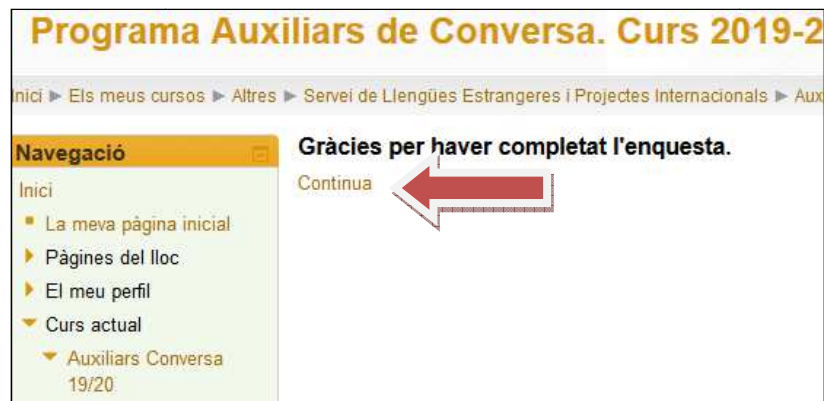 Programa Auxiliars de Conversa. Curs 2019-2
Inici ► Els meus cursos ► Altres ► Servei de Llengües Estrangeres i Projectes Internacionals ► Aux
Navegació
Inici
La meva pàgina inicial
Pàgines del lloc
El meu perfil
Curs actual
Auxiliars Conversa
19/20
Gràcies per haver completat l'enquesta.
Continua